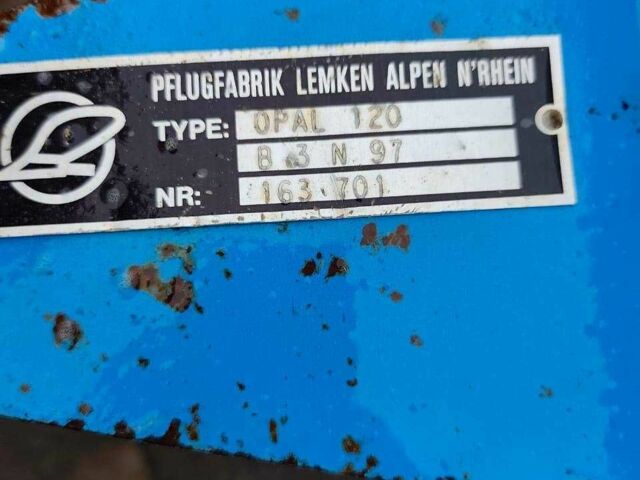 PFLUGFABRIK LEMKEN ALPEN N'RHEIN
TYPE: OPAL 120
B 3 N 97
NR: 163 701